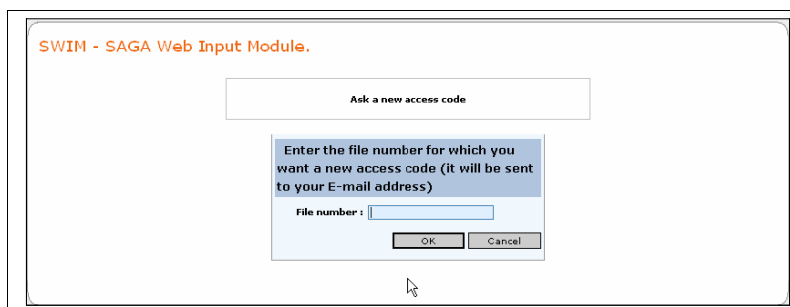 SWIM - SAGA Web Input Module.
Ask a new access code
Enter the file number for which you
want a new access code (it will be sent
to your E-mail address)
File number :
OK Cancel